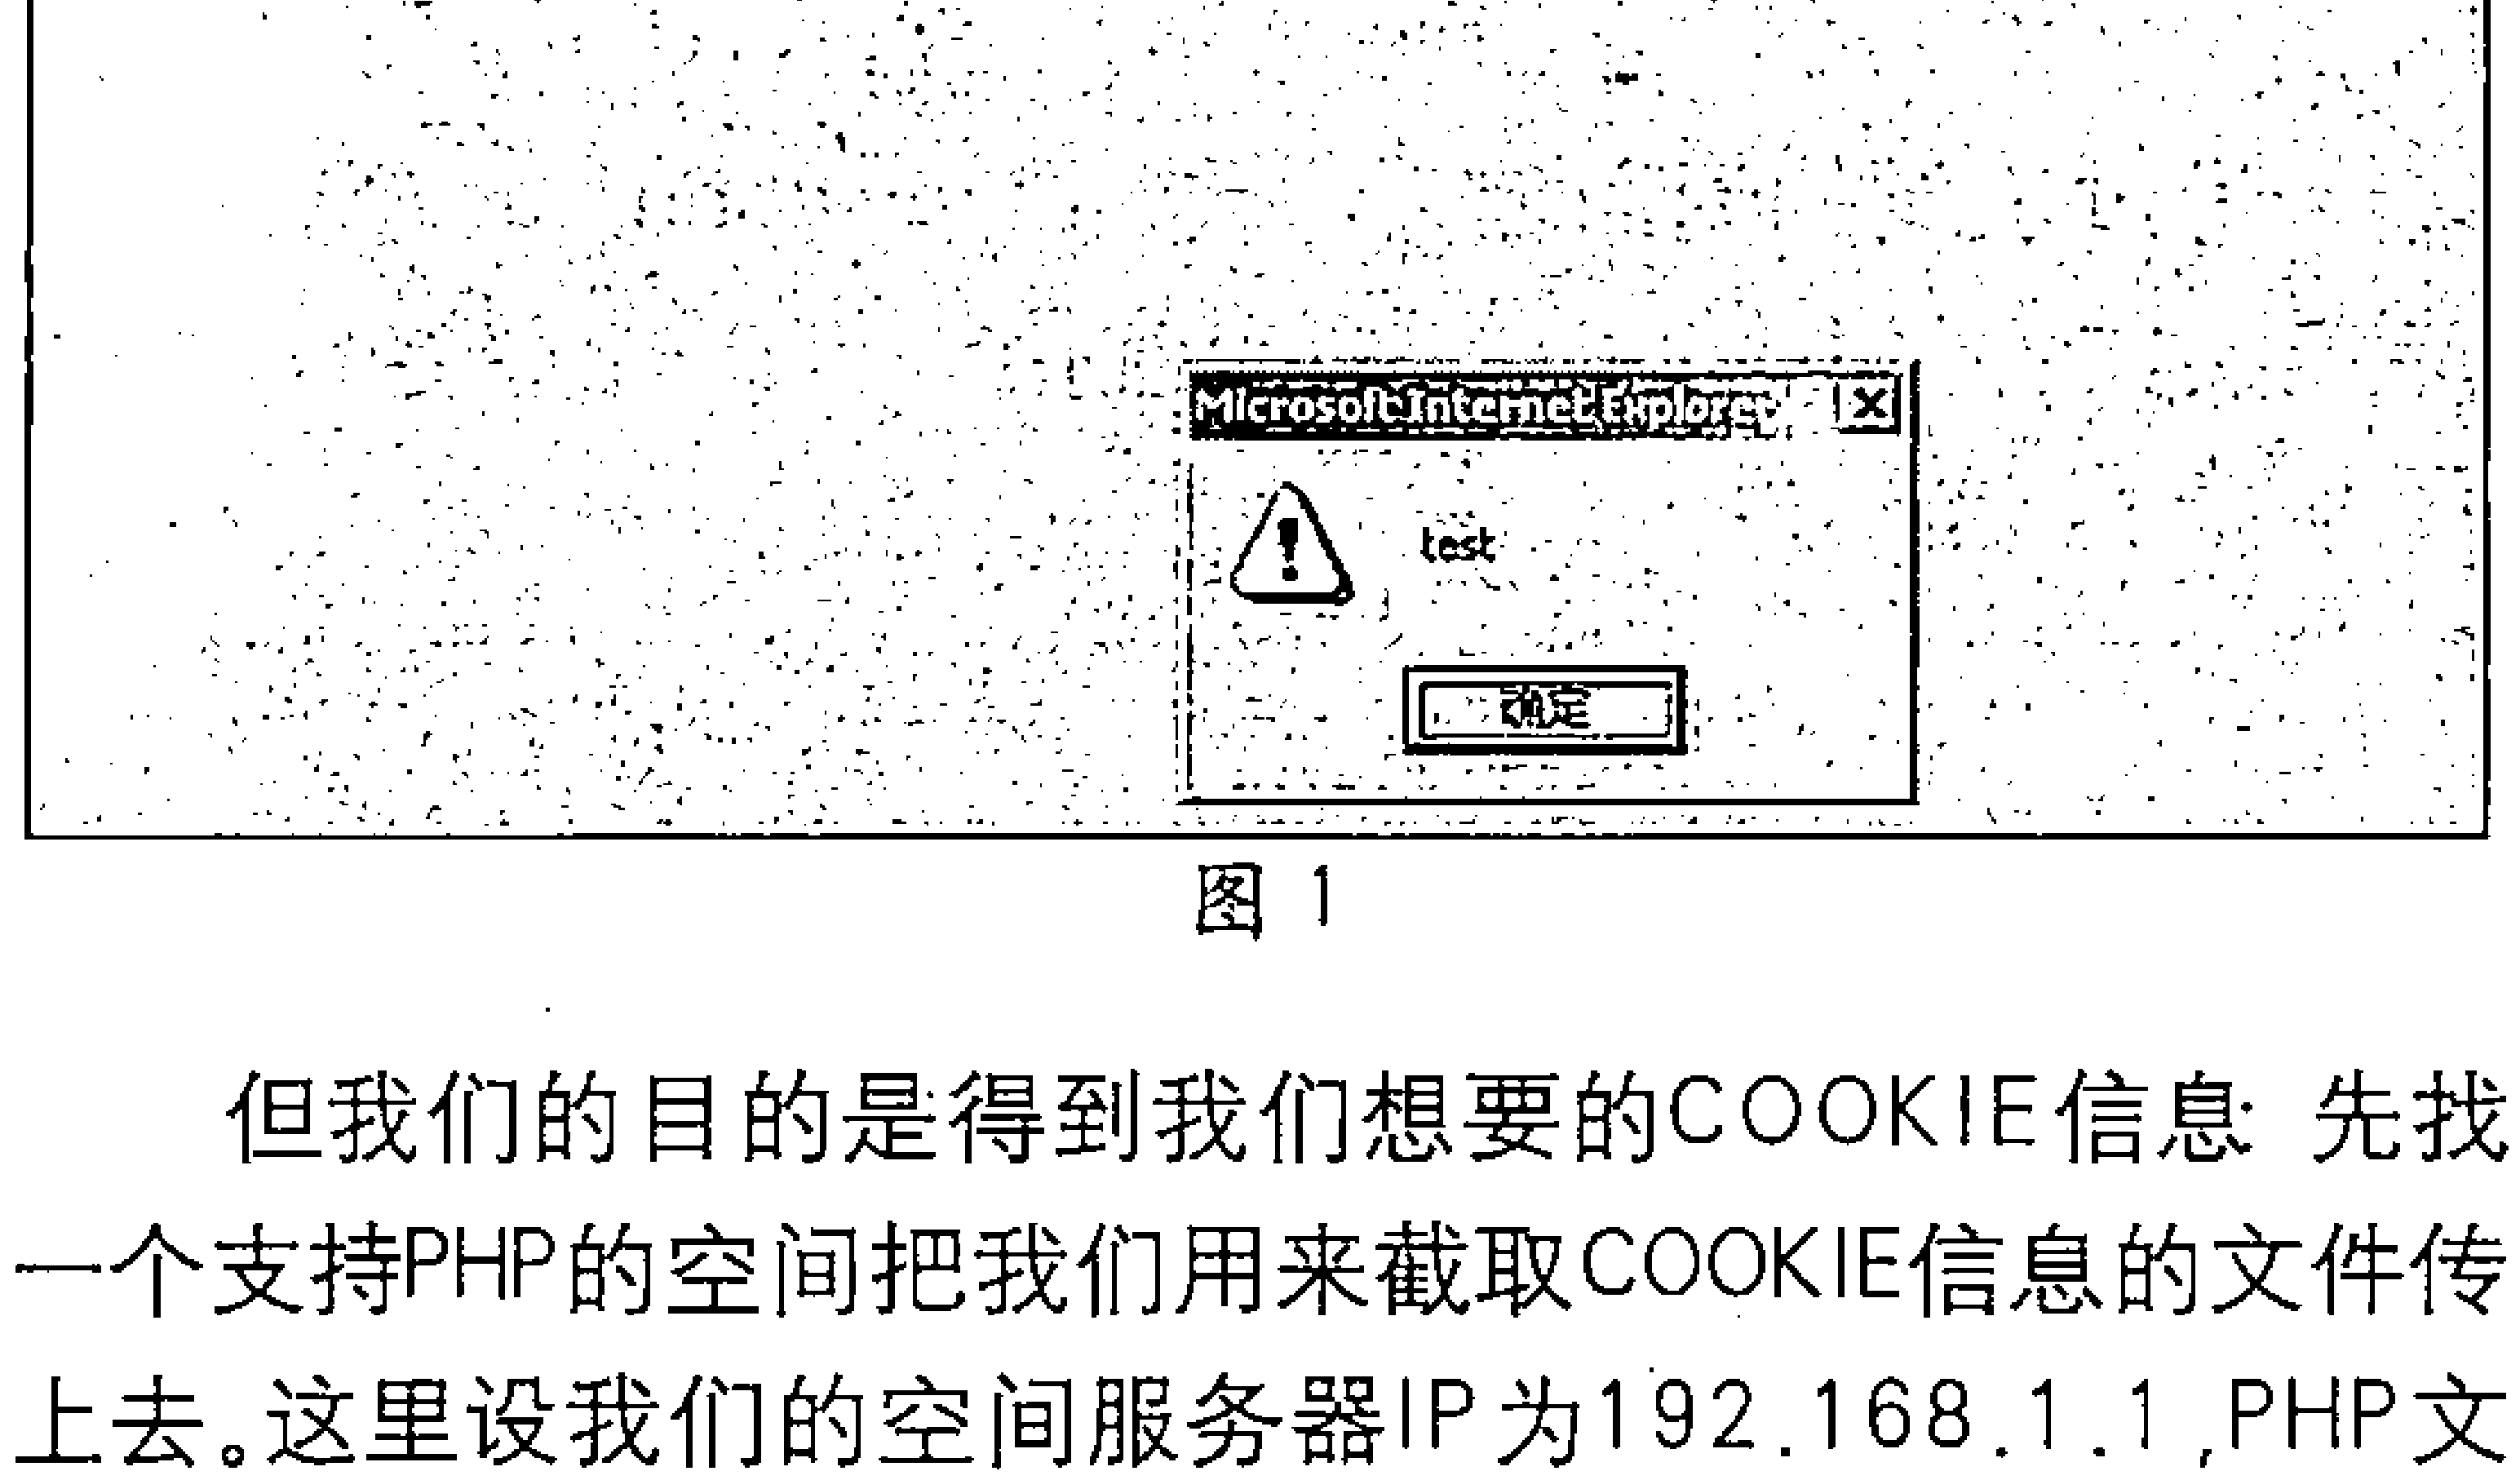 Microsoft Internet Explorer
test
确定
图 1
但我们的目的是得到我们想要的COOKIE信息 先找
一个支持PHP的空间把我们用来截取COOKIE信息的文件传
上去。这里设我们的空间服务器IP为192.168.1.1,PHP文